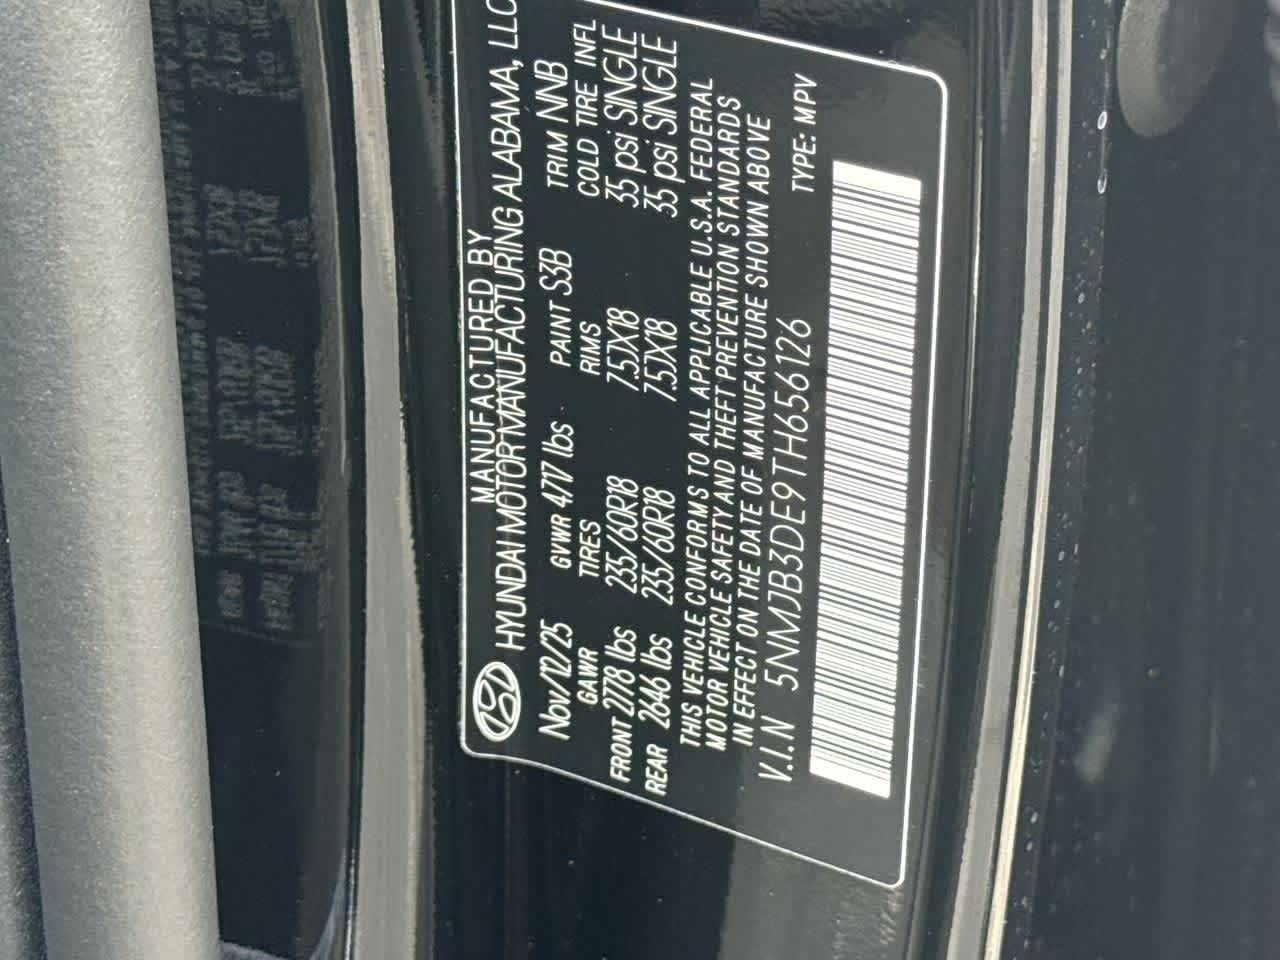 MANUFACTURED BY
HYUNDAI MOTOR MANUFACTURING ALABAMA, LLC
Nov/12/25 GVWR 4717 lbs PAINT S3B TRIM NNB
GAWR TIRES RIMS COLD TIRE INFL
FRONT 2778 lbs 235/60R18 7.5JX18 35 psi SINGLE
REAR 2646 lbs 235/60R18 7.5JX18 35 psi SINGLE
THIS VEHICLE CONFORMS TO ALL APPLICABLE U.S.A. FEDERAL
MOTOR VEHICLE SAFETY AND THEFT PREVENTION STANDARDS
IN EFFECT ON THE DATE OF MANUFACTURE SHOWN ABOVE
V.I.N 5NMJB3DE9TH656126 TYPE: MPV